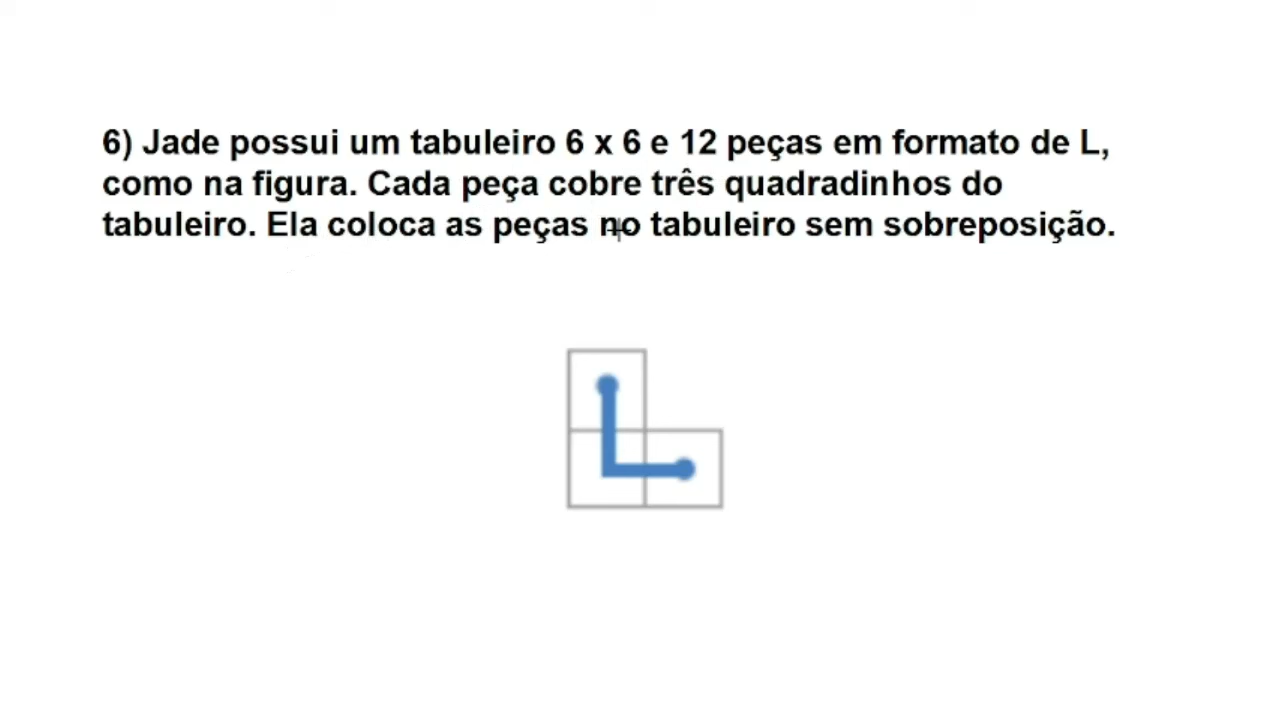 6) Jade possui um tabuleiro 6 x 6 e 12 peças em formato de L,
como na figura. Cada peça cobre três quadradinhos do
tabuleiro. Ela coloca as peças no tabuleiro sem sobreposição.